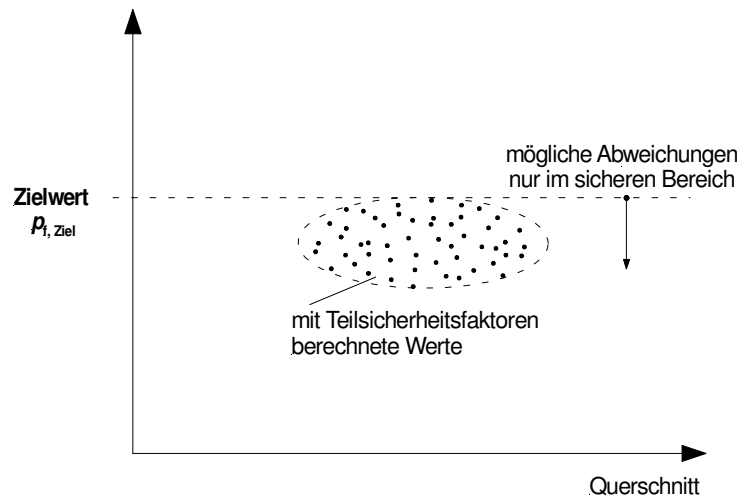 mögliche Abweichungen
nur im sicheren Bereich
Zielwert
pf, Ziel
mit Teilsicherheitsfaktoren
berechnete Werte
Querschnitt